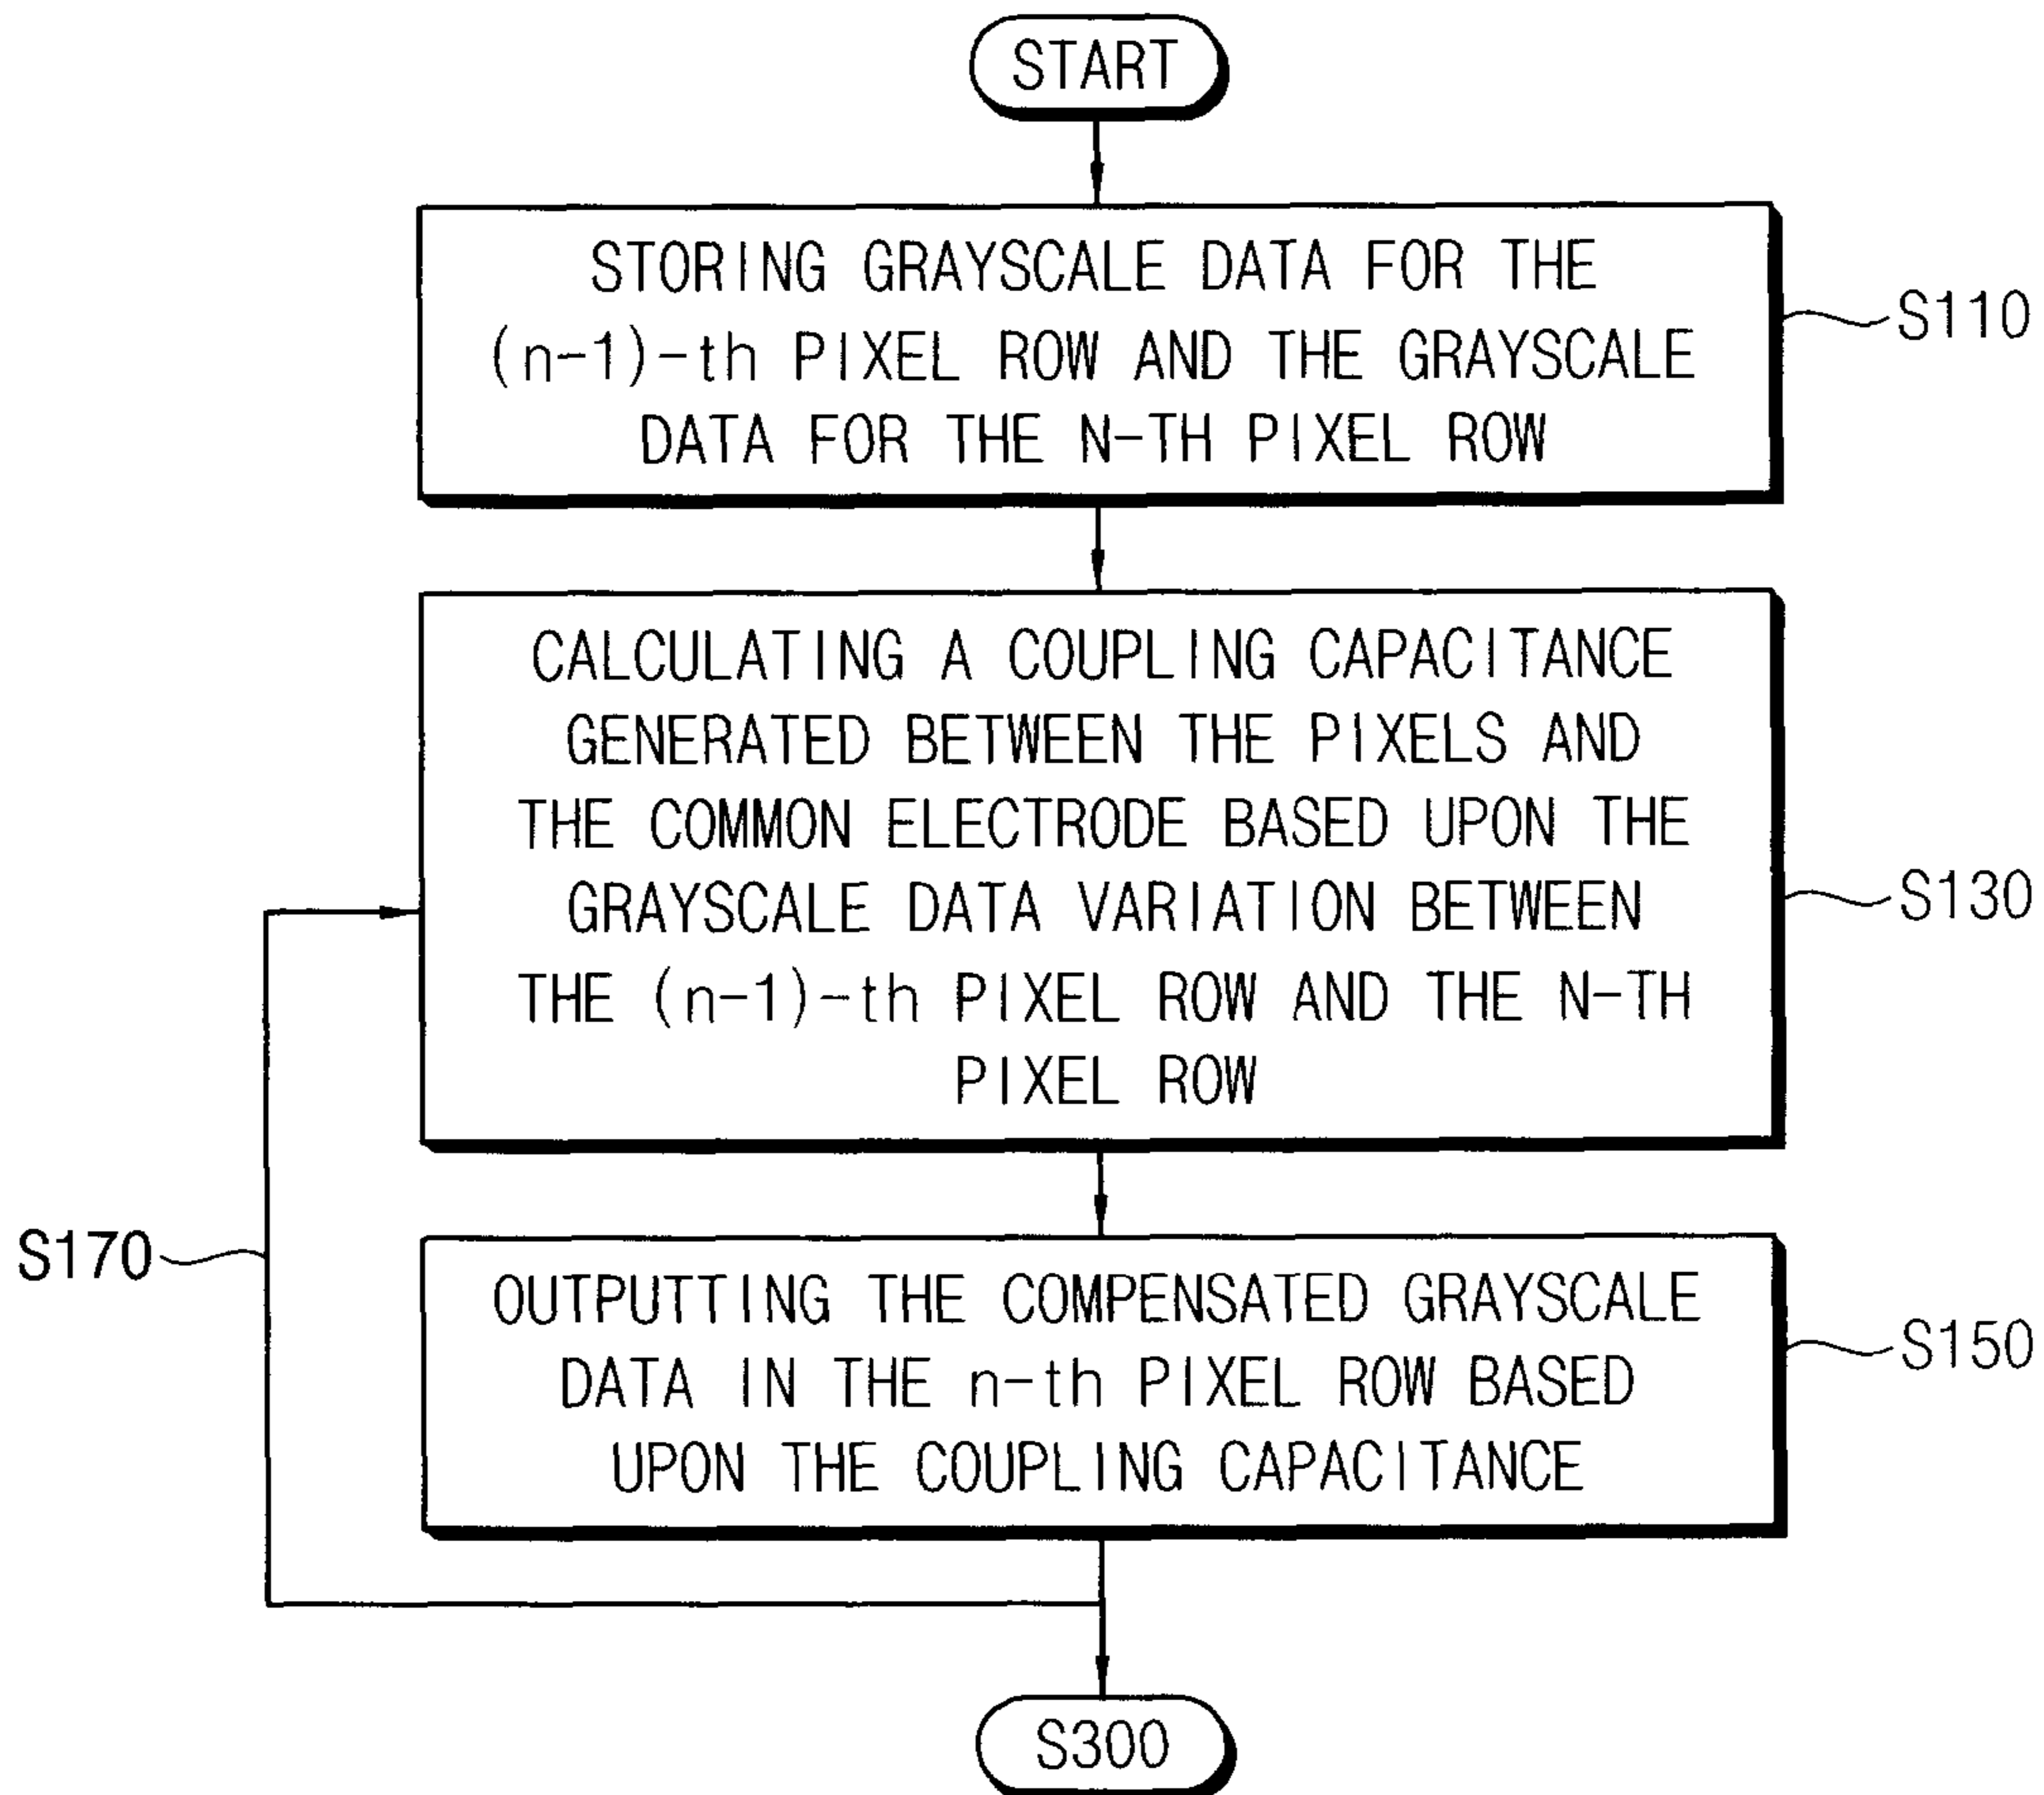 START
STORING GRAYSCALE DATA FOR THE
(n-1)-th PIXEL ROW AND THE GRAYSCALE
DATA FOR THE N-TH PIXEL ROW
S110
CALCULATING A COUPLING CAPACITANCE
GENERATED BETWEEN THE PIXELS AND
THE COMMON ELECTRODE BASED UPON THE
GRAYSCALE DATA VARIATION BETWEEN
THE (n-1)-th PIXEL ROW AND THE N-TH
PIXEL ROW
S130
S170
OUTPUTTING THE COMPENSATED GRAYSCALE
DATA IN THE n-th PIXEL ROW BASED
UPON THE COUPLING CAPACITANCE
S150
S300